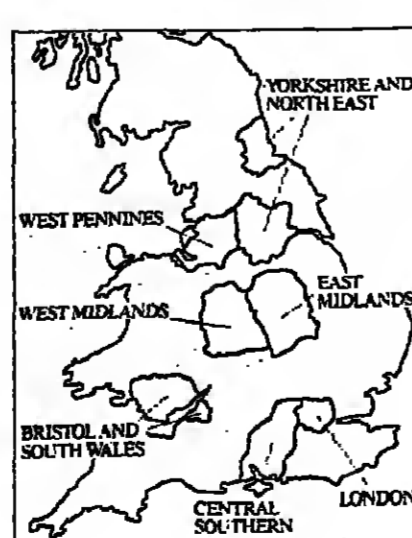 YORKSHIRE AND
NORTH EAST
WEST PENNINES
EAST
MIDLANDS
WEST MIDLANDS
BRISTOL AND
SOUTH WALES
CENTRAL
SOUTHERN
LONDON